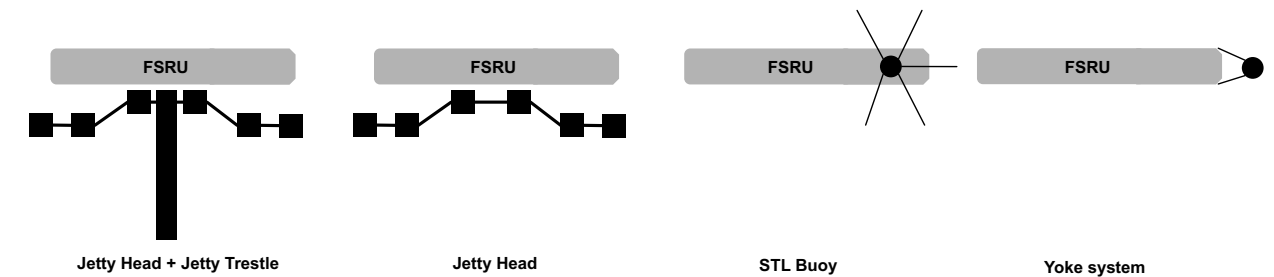 FSRU
FSRU
FSRU
FSRU
Jetty Head + Jetty Trestle
Jetty Head
STL Buoy
Yoke system